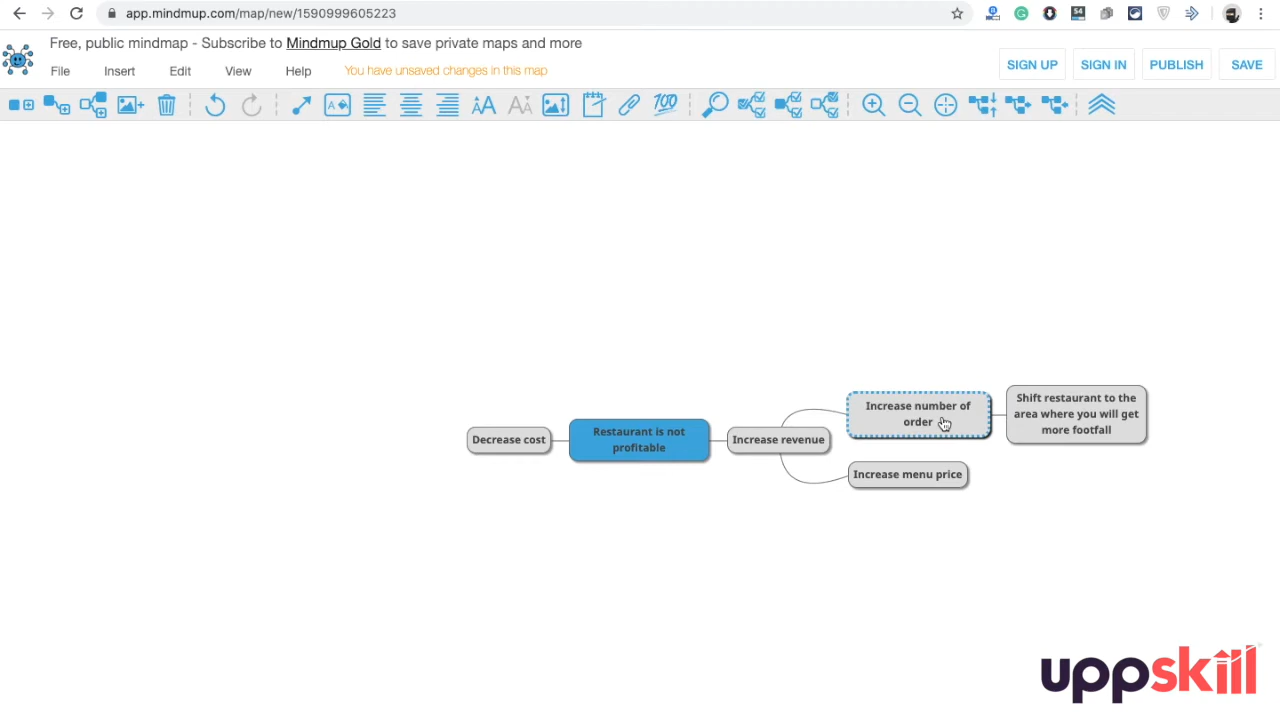 app.mindmup.com/map/new/1590999605223
Free, public mindmap - Subscribe to Mindmup Gold to save private maps and more
File Insert Edit View Help You have unsaved changes in this map
SIGN UP SIGN IN PUBLISH SAVE
Increase number of
order
Shift restaurant to the
area where you will get
more footfall
Decrease cost
Restaurant is not
profitable
Increase revenue
Increase menu price
uppskill